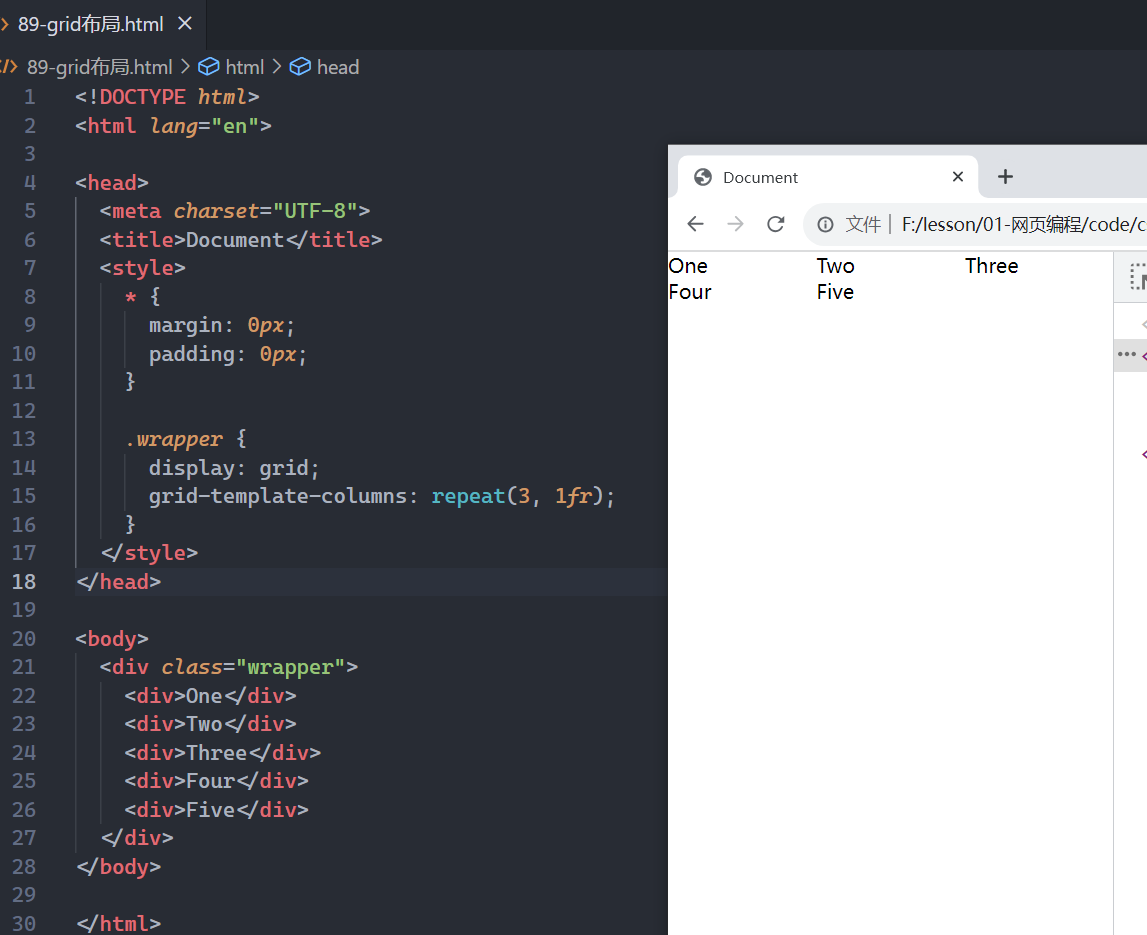 89-grid布局.html
89-grid布局.html > html > head
1 <!DOCTYPE html>
2 <html lang="en">
3
4 <head>
5 <meta charset="UTF-8">
6 <title>Document</title>
7 <style>
8 * {
9 margin: 0px;
10 padding: 0px;
11 }
12
13 .wrapper {
14 display: grid;
15 grid-template-columns: repeat(3, 1fr);
16 }
17 </style>
18 </head>
19
20 <body>
21 <div class="wrapper">
22 <div>One</div>
23 <div>Two</div>
24 <div>Three</div>
25 <div>Four</div>
26 <div>Five</div>
27 </div>
28 </body>
29
30 </html>
Document
文件 | F:/lesson/01-网页编程/code/c
One Two Three
Four Five